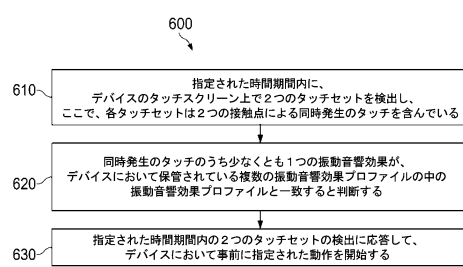 600
610
指定された時間期間内に、
デバイスのタッチスクリーン上で2つのタッチセットを検出し、
ここで、各タッチセットは2つの接触点による同時発生のタッチを含んでいる
620
同時発生のタッチのうち少なくとも1つの振動音響効果が、
デバイスにおいて保管されている複数の振動音響効果プロファイルの中の
振動音響効果プロファイルと一致すると判断する
630
指定された時間期間内の2つのタッチセットの検出に応答して、
デバイスにおいて事前に指定された動作を開始する